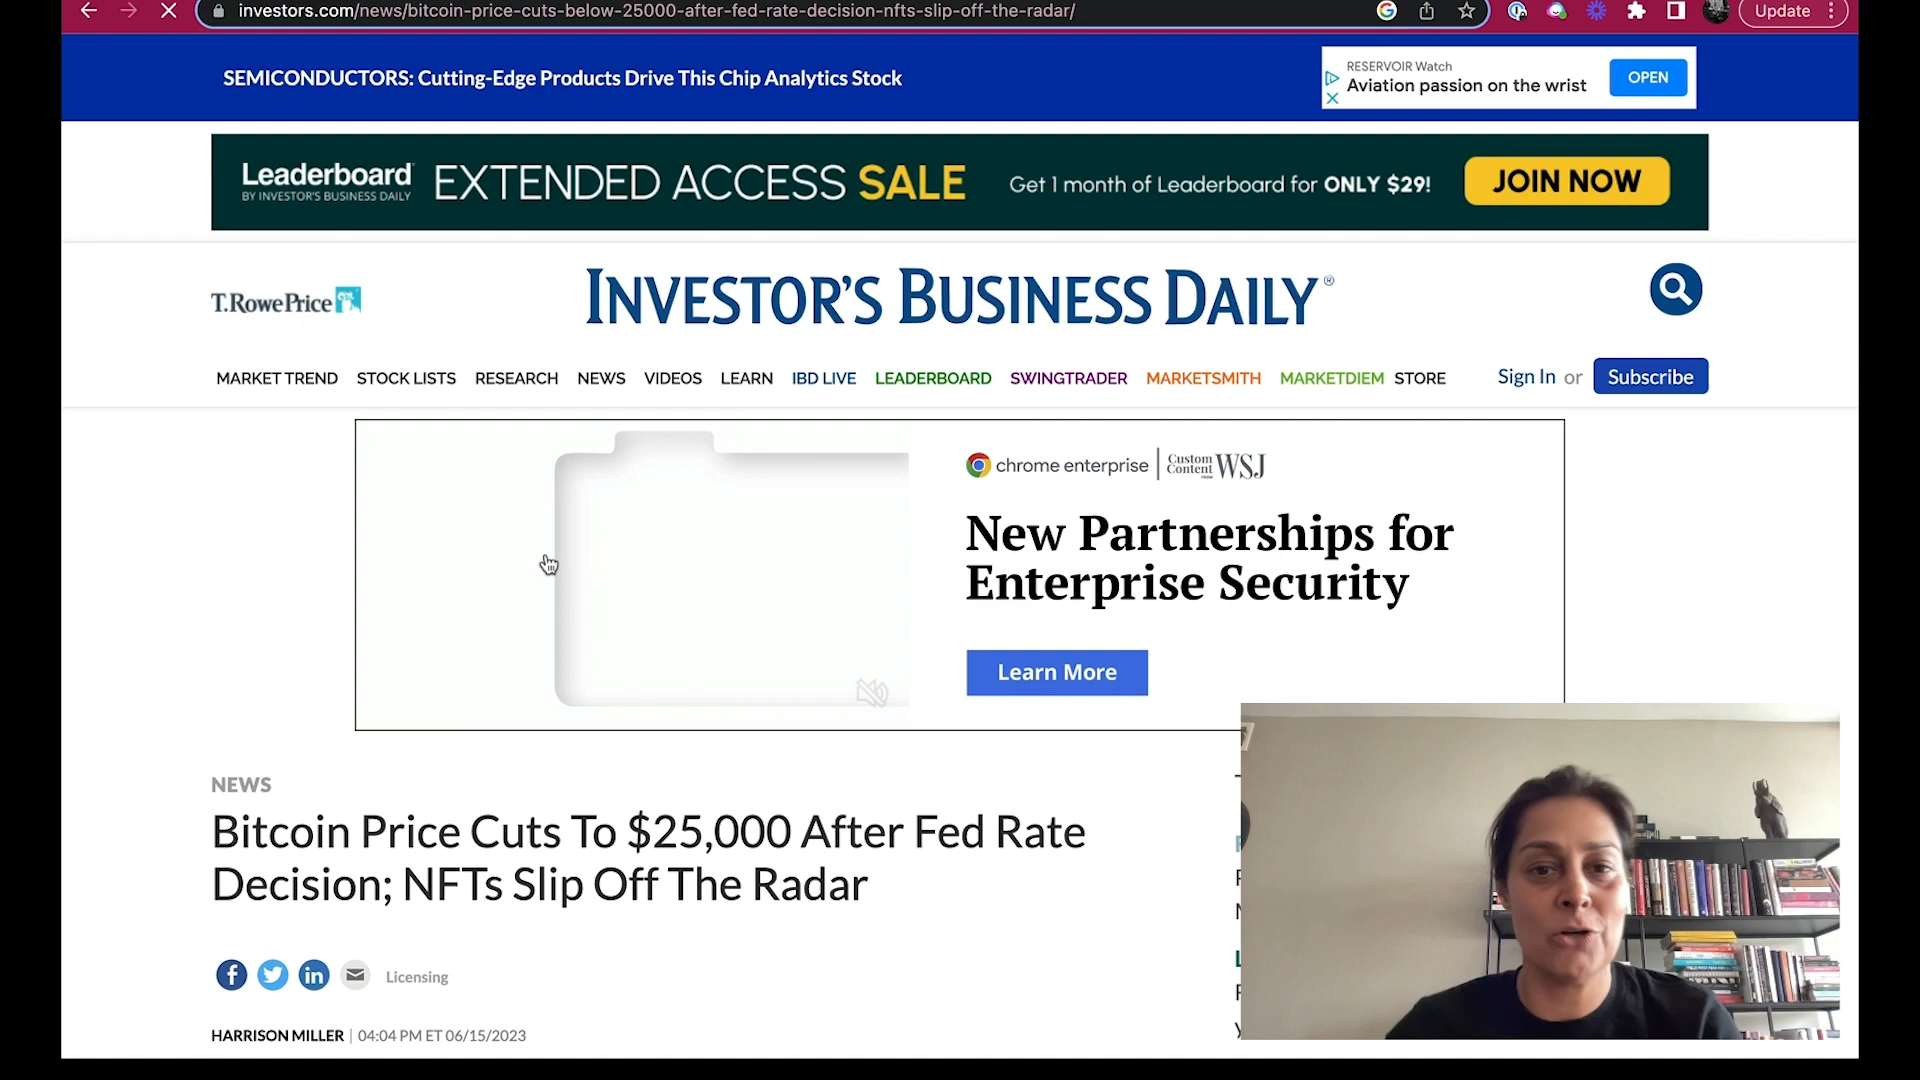 investors.com/news/bitcoin-price-cuts-below-25000-after-fed-rate-decision-nfts-slip-off-the-radar/
Update
SEMICONDUCTORS: Cutting-Edge Products Drive This Chip Analytics Stock
RESERVOIR Watch
Aviation passion on the wrist
OPEN
Leaderboard
BY INVESTOR'S BUSINESS DAILY
EXTENDED ACCESS SALE
Get 1 month of Leaderboard for ONLY $29!
JOIN NOW
T.RowePrice
INVESTOR'S BUSINESS DAILY®
MARKET TREND STOCK LISTS RESEARCH NEWS VIDEOS LEARN IBD LIVE LEADERBOARD SWINGTRADER MARKETSMITH MARKETDIEM STORE
Sign In or Subscribe
chrome enterprise
Custom
Content
FROM
WSJ
New Partnerships for
Enterprise Security
Learn More
NEWS
Bitcoin Price Cuts To $25,000 After Fed Rate
Decision; NFTs Slip Off The Radar
Licensing
HARRISON MILLER | 04:04 PM ET 06/15/2023